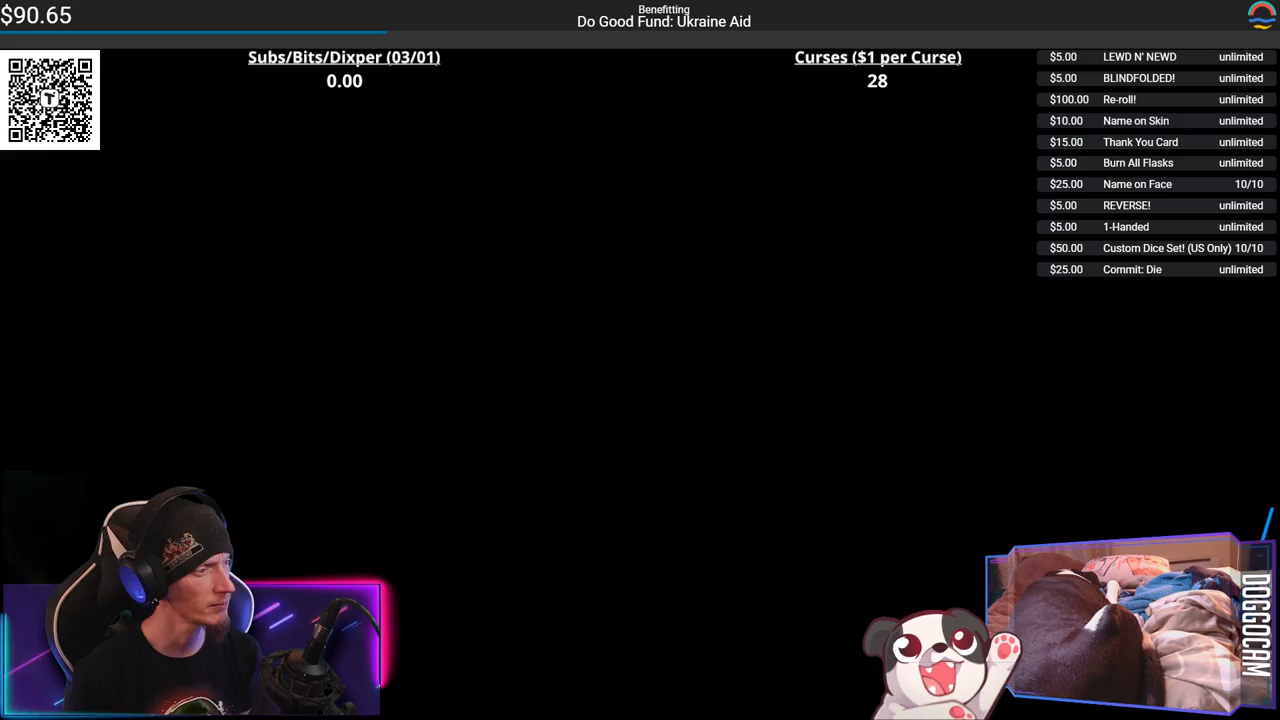 $90.65
Benefitting
Do Good Fund: Ukraine Aid
Subs/Bits/Dixper (03/01)
0.00
Curses ($1 per Curse)
28
$5.00 LEWD N' NEWD unlimited
$5.00 BLINDFOLDED! unlimited
$100.00 Re-roll! unlimited
$10.00 Name on Skin unlimited
$15.00 Thank You Card unlimited
$5.00 Burn All Flasks unlimited
$25.00 Name on Face 10/10
$5.00 REVERSE! unlimited
$5.00 1-Handed unlimited
$50.00 Custom Dice Set! (US Only) 10/10
$25.00 Commit: Die unlimited
DOGGOCAM